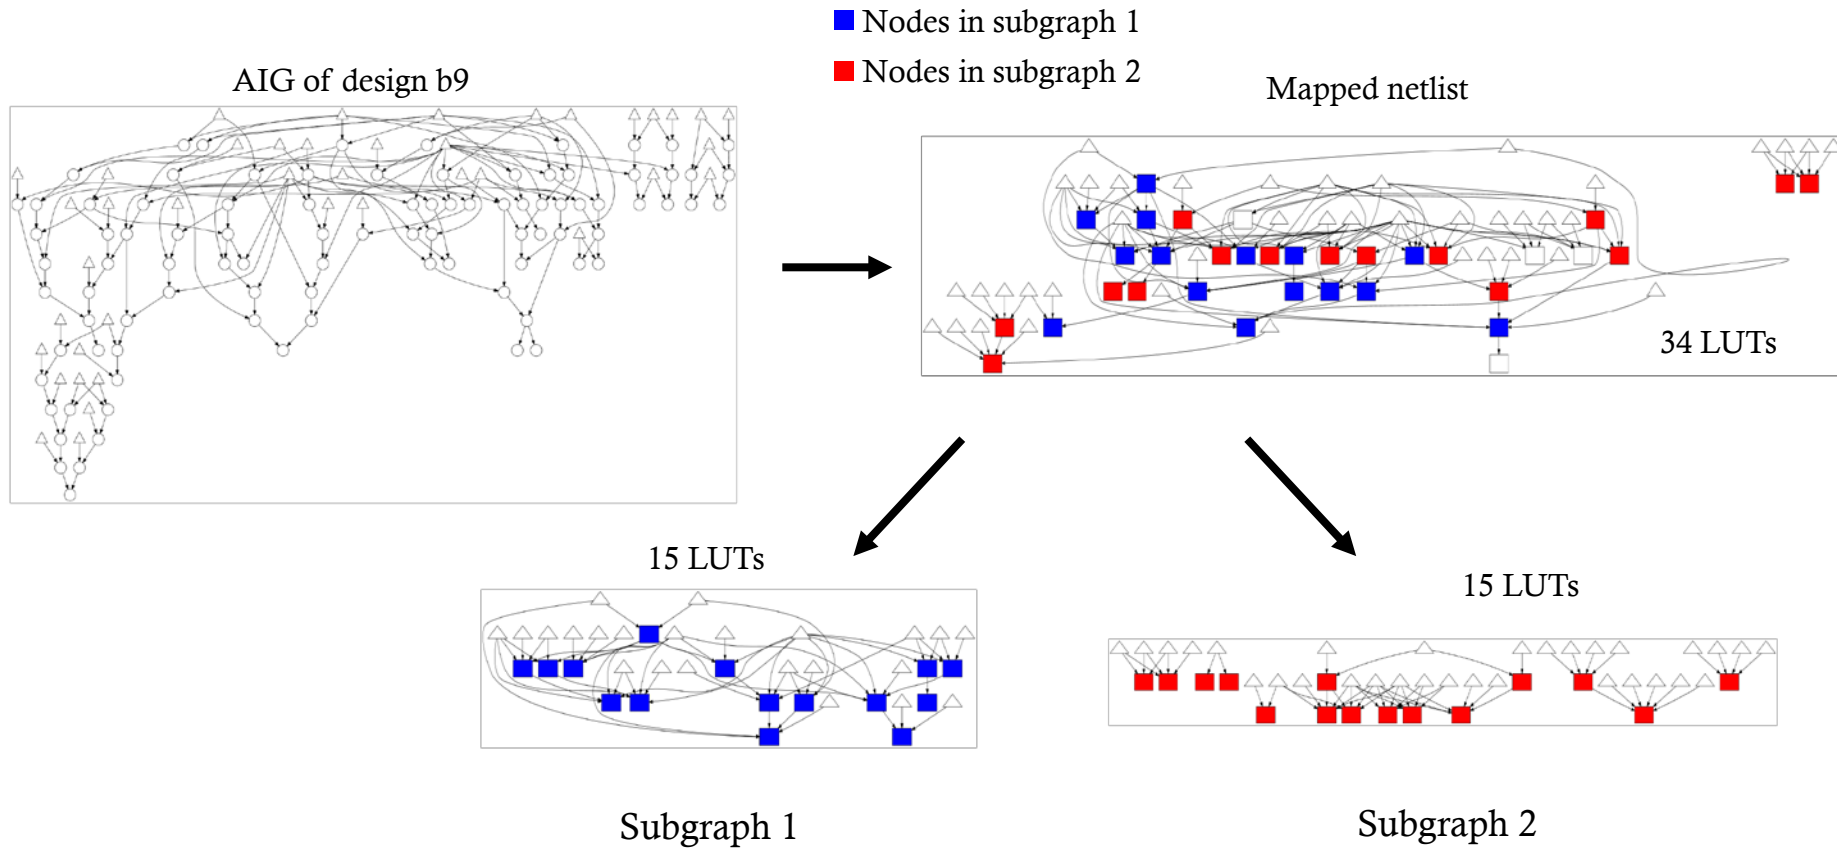 Nodes in subgraph 1
Nodes in subgraph 2
AIG of design b9
Mapped netlist
34 LUTs
15 LUTs
15 LUTs
Subgraph 1
Subgraph 2